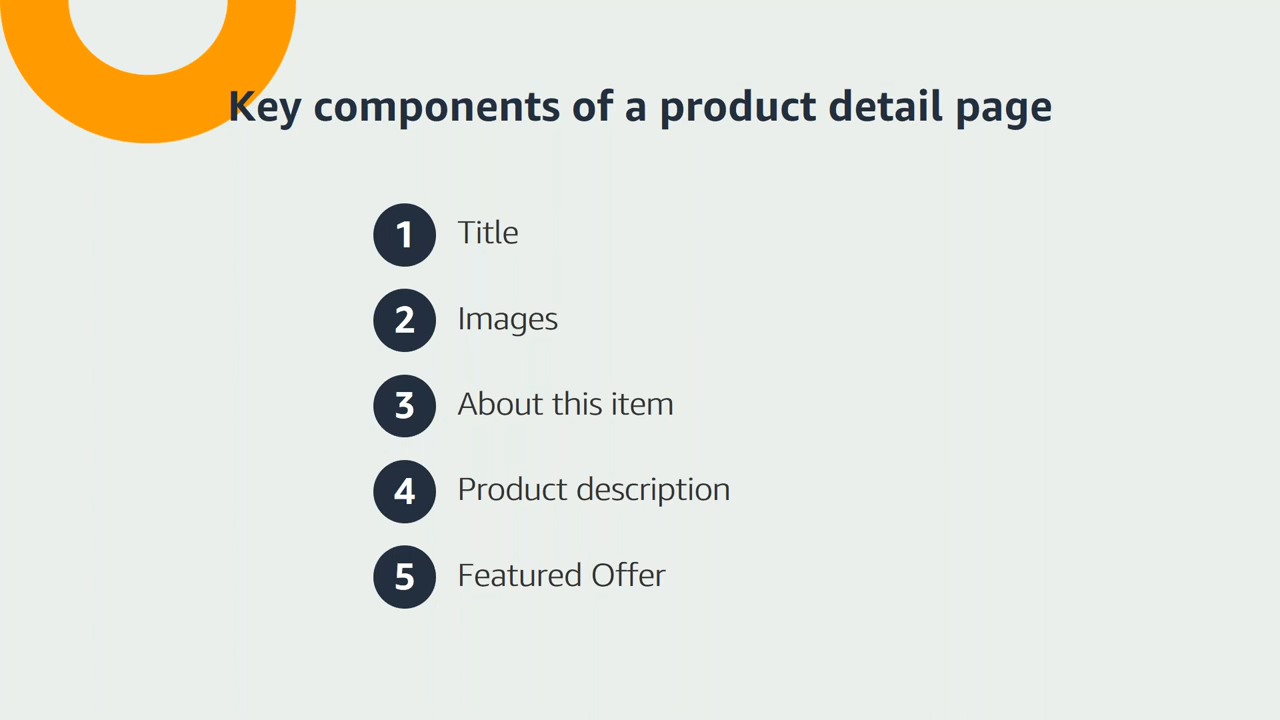 Key components of a product detail page
1 Title
2 Images
3 About this item
4 Product description
5 Featured Offer